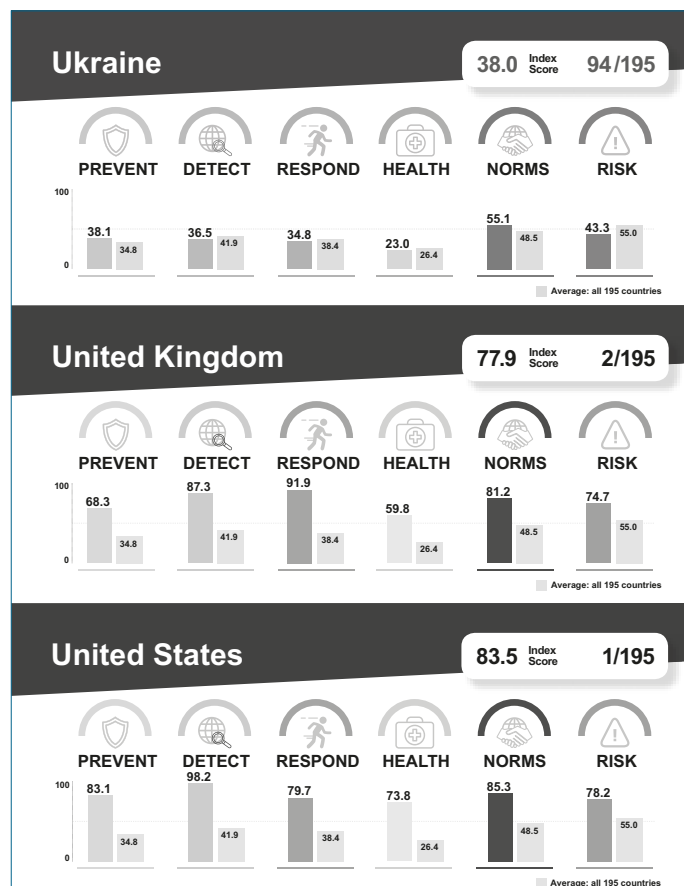 Ukraine
38.0 Index Score 94/195
PREVENT DETECT RESPOND HEALTH NORMS RISK
100
38.1 34.8 36.5 41.9 34.8 38.4 23.0 26.4 55.1 48.5 43.3 55.0
0
Average: all 195 countries
United Kingdom
77.9 Index Score 2/195
PREVENT DETECT RESPOND HEALTH NORMS RISK
100
68.3 34.8 87.3 41.9 91.9 38.4 59.8 26.4 81.2 48.5 74.7 55.0
0
Average: all 195 countries
United States
83.5 Index Score 1/195
PREVENT DETECT RESPOND HEALTH NORMS RISK
100
83.1 34.8 98.2 41.9 79.7 38.4 73.8 26.4 85.3 48.5 78.2 55.0
0
Average: all 195 countries